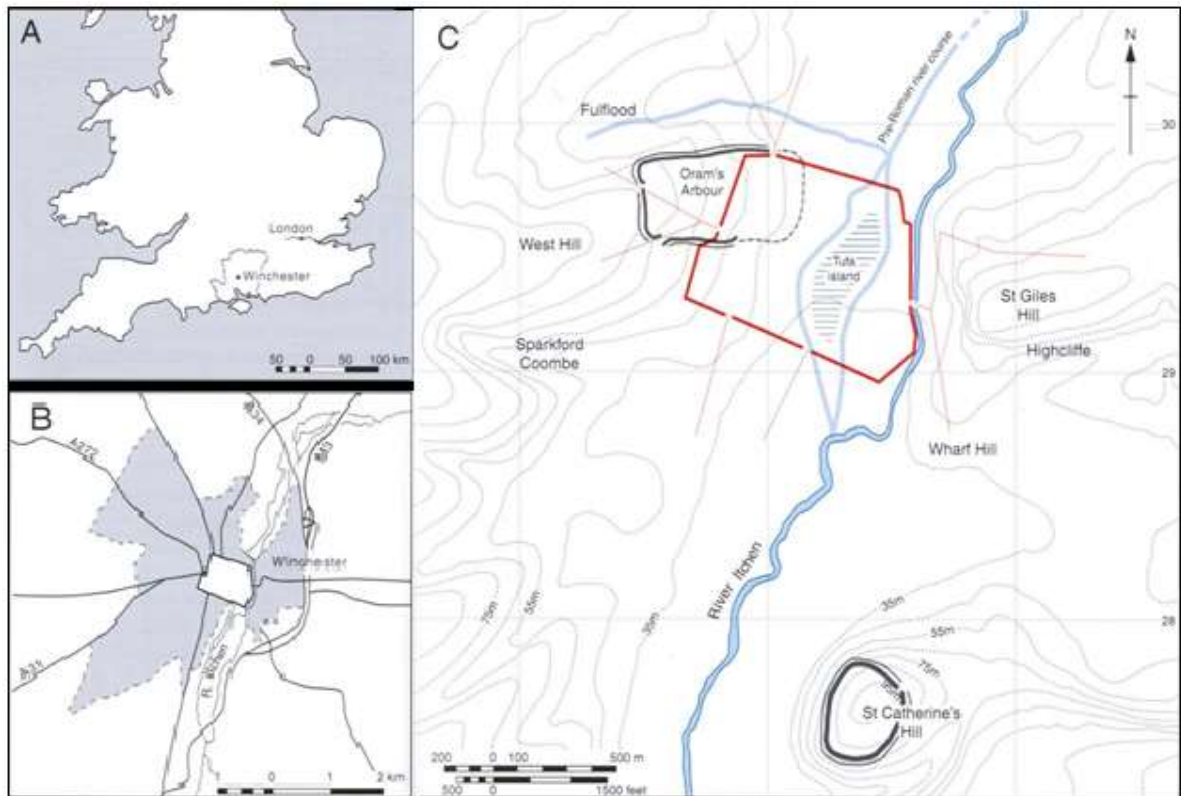 A
London
Winchester
50 0 50 100 km
B
A272
A34
Winchester
A31
R. Itchen
1 0 1 2 km
C
N
Pre-Roman river course
Fulflood
30
Oram's
Arbour
West Hill
Tufa
island
St Giles
Hill
Sparkford
Coombe
Highcliffe
29
Wharf Hill
River Itchen
75m
55m
35m
35m
55m
75m
28
St Catherine's
Hill
200 0 100 500 m
500 0 1500 feet